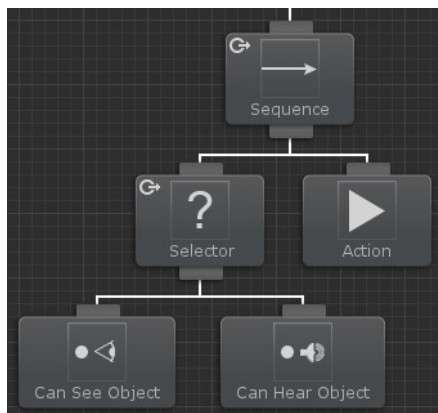 Sequence
?
Selector
Action
Can See Object
Can Hear Object